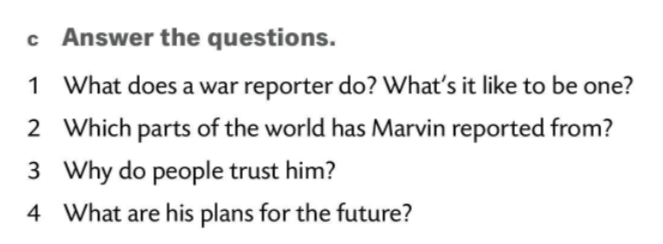 c Answer the questions.
1 What does a war reporter do? What's it like to be one?
2 Which parts of the world has Marvin reported from?
3 Why do people trust him?
4 What are his plans for the future?